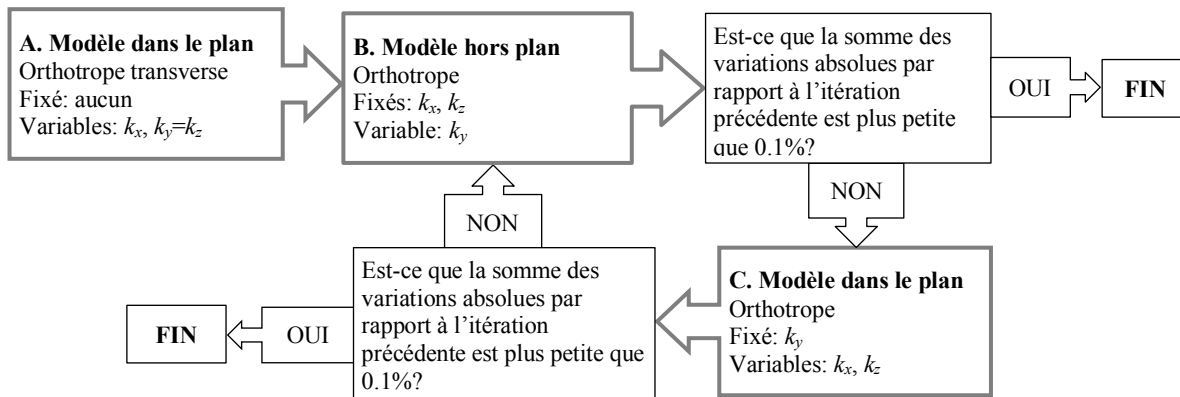 A. Modèle dans le plan
Orthotrope transverse
Fixé: aucun
Variables: kx, ky=kz
B. Modèle hors plan
Orthotrope
Fixés: kx, kz
Variable: ky
Est-ce que la somme des
variations absolues par
rapport à l’itération
précédente est plus petite
que 0.1%?
OUI
FIN
NON
C. Modèle dans le plan
Orthotrope
Fixé: ky
Variables: kx, kz
Est-ce que la somme des
variations absolues par
rapport à l’itération
précédente est plus petite que
0.1%?
NON
OUI
FIN